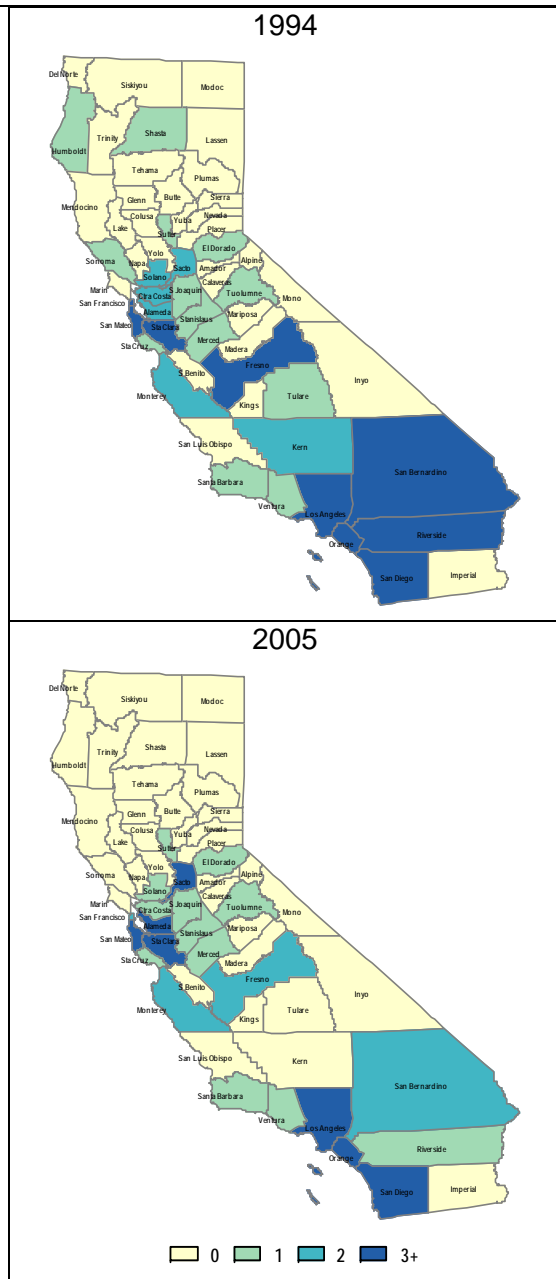 1994
Del Norte
Siskiyou
Modoc
Humboldt
Trinity
Shasta
Lassen
Tehama
Plumas
Mendocino
Glenn
Butte
Sierra
Colusa
Lake
Sutter
Yuba
Nevada
Placer
Sonoma
Napa
Yolo
Sacto
El Dorado
Alpine
Amador
Calaveras
Marin
Solano
San Francisco
Ctra Costa
S.Joaquin
Tuolumne
Mono
Alameda
Stanislaus
Mariposa
San Mateo
Sta Clara
Merced
Sta Cruz
Madera
S.Benito
Fresno
Inyo
Monterey
Kings
Tulare
San Luis Obispo
Kern
San Bernardino
Santa Barbara
Ventura
Los Angeles
Orange
Riverside
San Diego
Imperial
2005
Del Norte
Siskiyou
Modoc
Humboldt
Trinity
Shasta
Lassen
Tehama
Plumas
Mendocino
Glenn
Butte
Sierra
Colusa
Lake
Sutter
Yuba
Nevada
Placer
Sonoma
Napa
Yolo
Sacto
El Dorado
Alpine
Amador
Calaveras
Marin
Solano
San Francisco
Ctra Costa
S.Joaquin
Tuolumne
Mono
Alameda
Stanislaus
Mariposa
San Mateo
Sta Clara
Merced
Sta Cruz
Madera
S.Benito
Fresno
Inyo
Monterey
Kings
Tulare
San Luis Obispo
Kern
San Bernardino
Santa Barbara
Ventura
Los Angeles
Orange
Riverside
San Diego
Imperial
0 1 2 3+